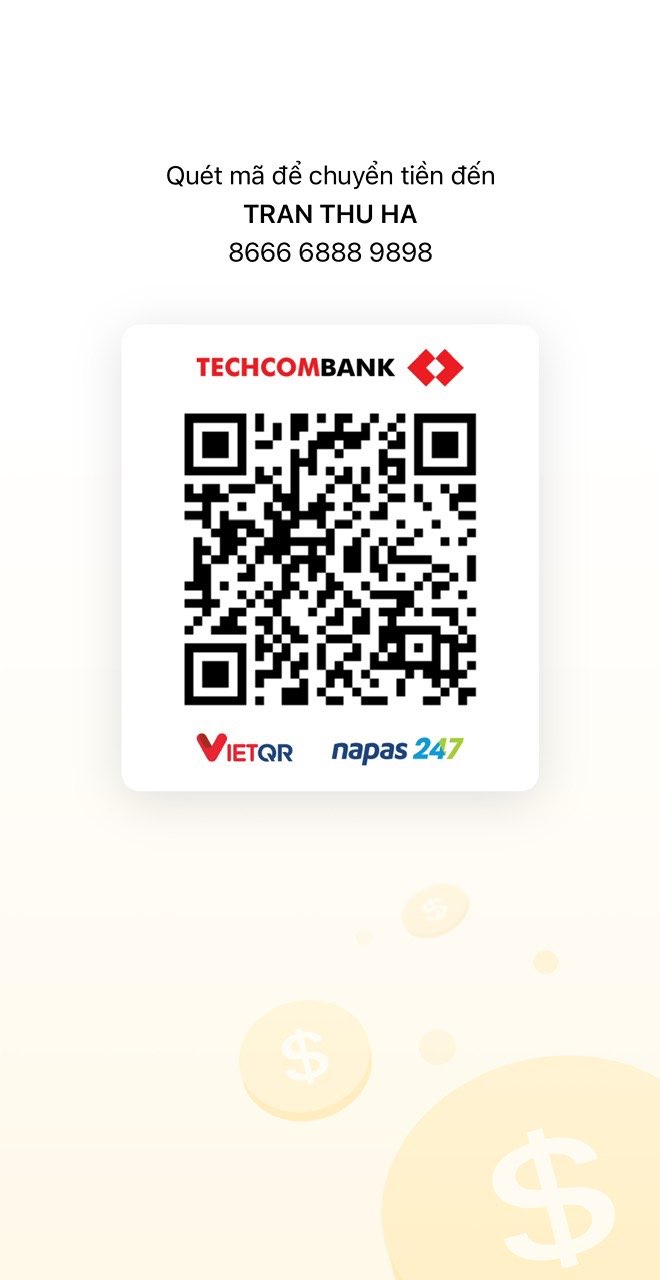 Quét mã để chuyển tiền đến
TRAN THU HA
8666 6888 9898
TECHCOMBANK
VIETQR
napas 247
$
$
$